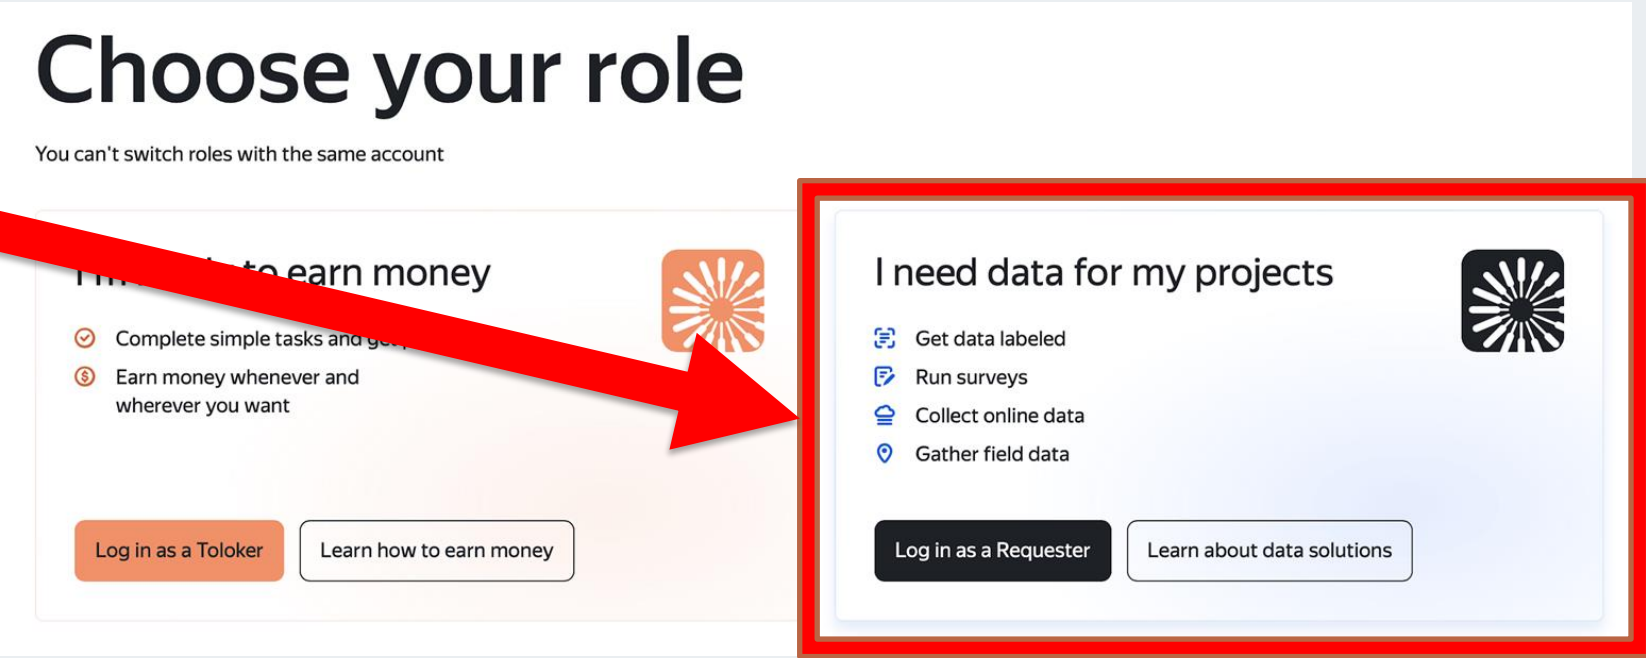 Choose your role
You can't switch roles with the same account
to earn money
Complete simple tasks and
Earn money whenever and
wherever you want
Log in as a Toloker
Learn how to earn money
I need data for my projects
Get data labeled
Run surveys
Collect online data
Gather field data
Log in as a Requester
Learn about data solutions